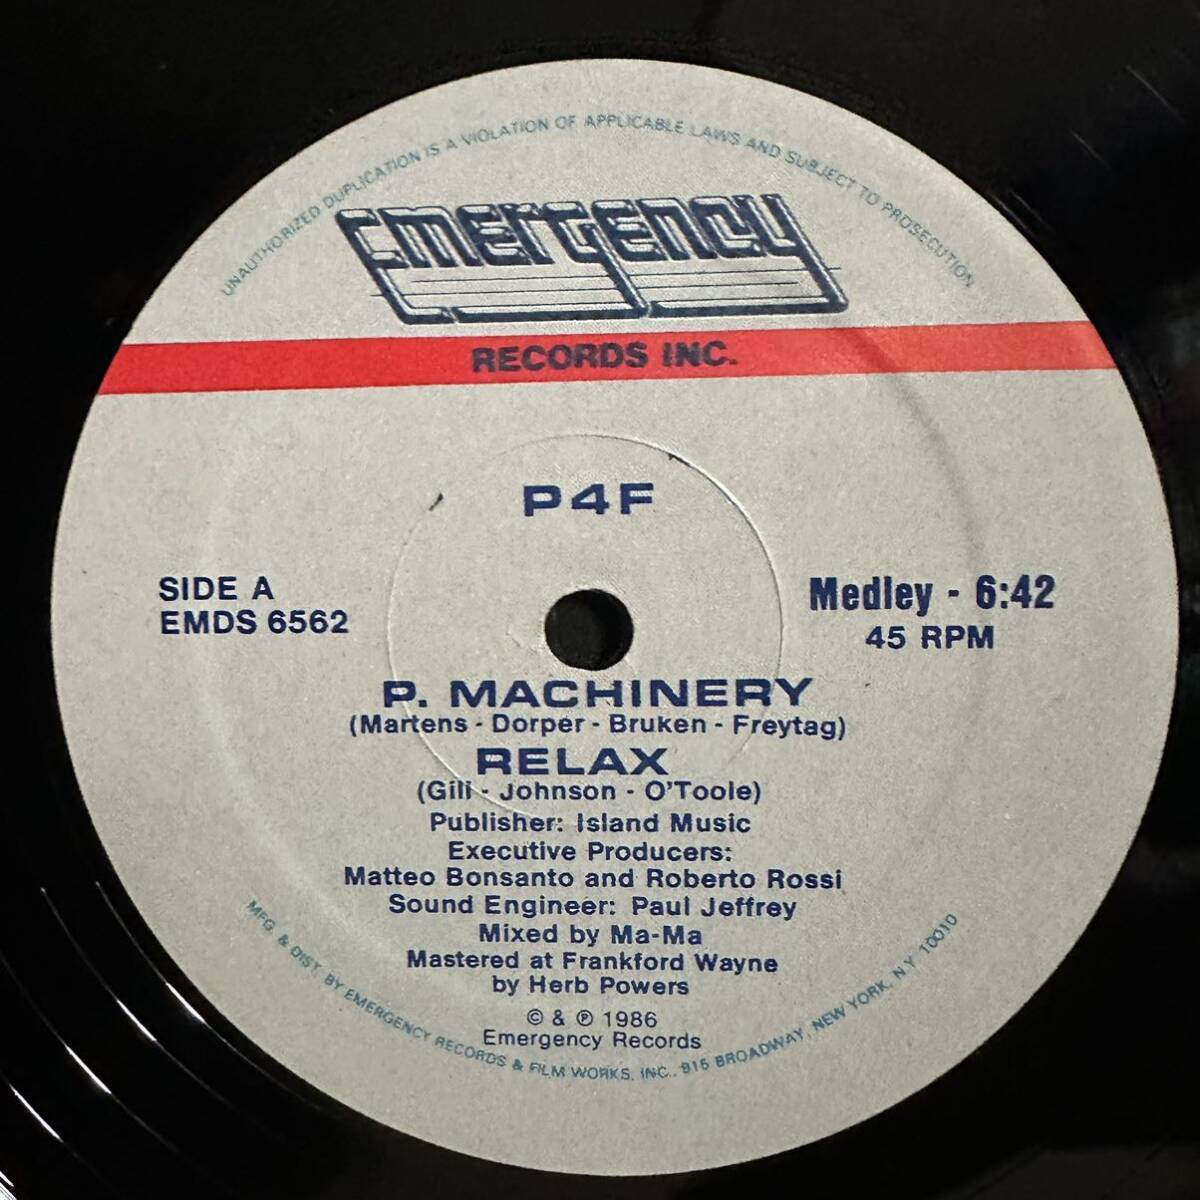 UNAUTHORIZED DUPLICATION IS A VIOLATION OF APPLICABLE LAWS AND SUBJECT TO PROSECUTION
Emergency
RECORDS INC.
P4F
SIDE A
EMDS 6562
Medley - 6:42
45 RPM
P. MACHINERY
(Martens - Dorper - Bruken - Freytag)
RELAX
(Gili - Johnson - O'Toole)
Publisher: Island Music
Executive Producers:
Matteo Bonsanto and Roberto Rossi
Sound Engineer: Paul Jeffrey
Mixed by Ma-Ma
Mastered at Frankford Wayne
by Herb Powers
© & ℗ 1986
Emergency Records
MFG. & DIST. BY EMERGENCY RECORDS & FILM WORKS, INC., 915 BROADWAY, NEW YORK, N.Y. 10010